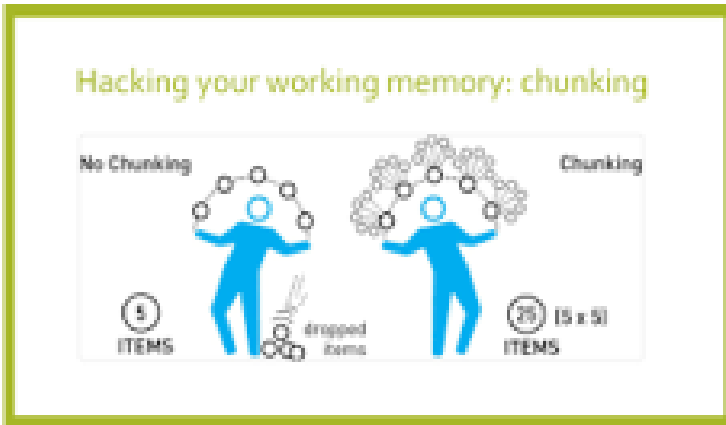 Hacking your working memory: chunking
No Chunking
Chunking
5
ITEMS
dropped
items
25 (5 x 5)
ITEMS